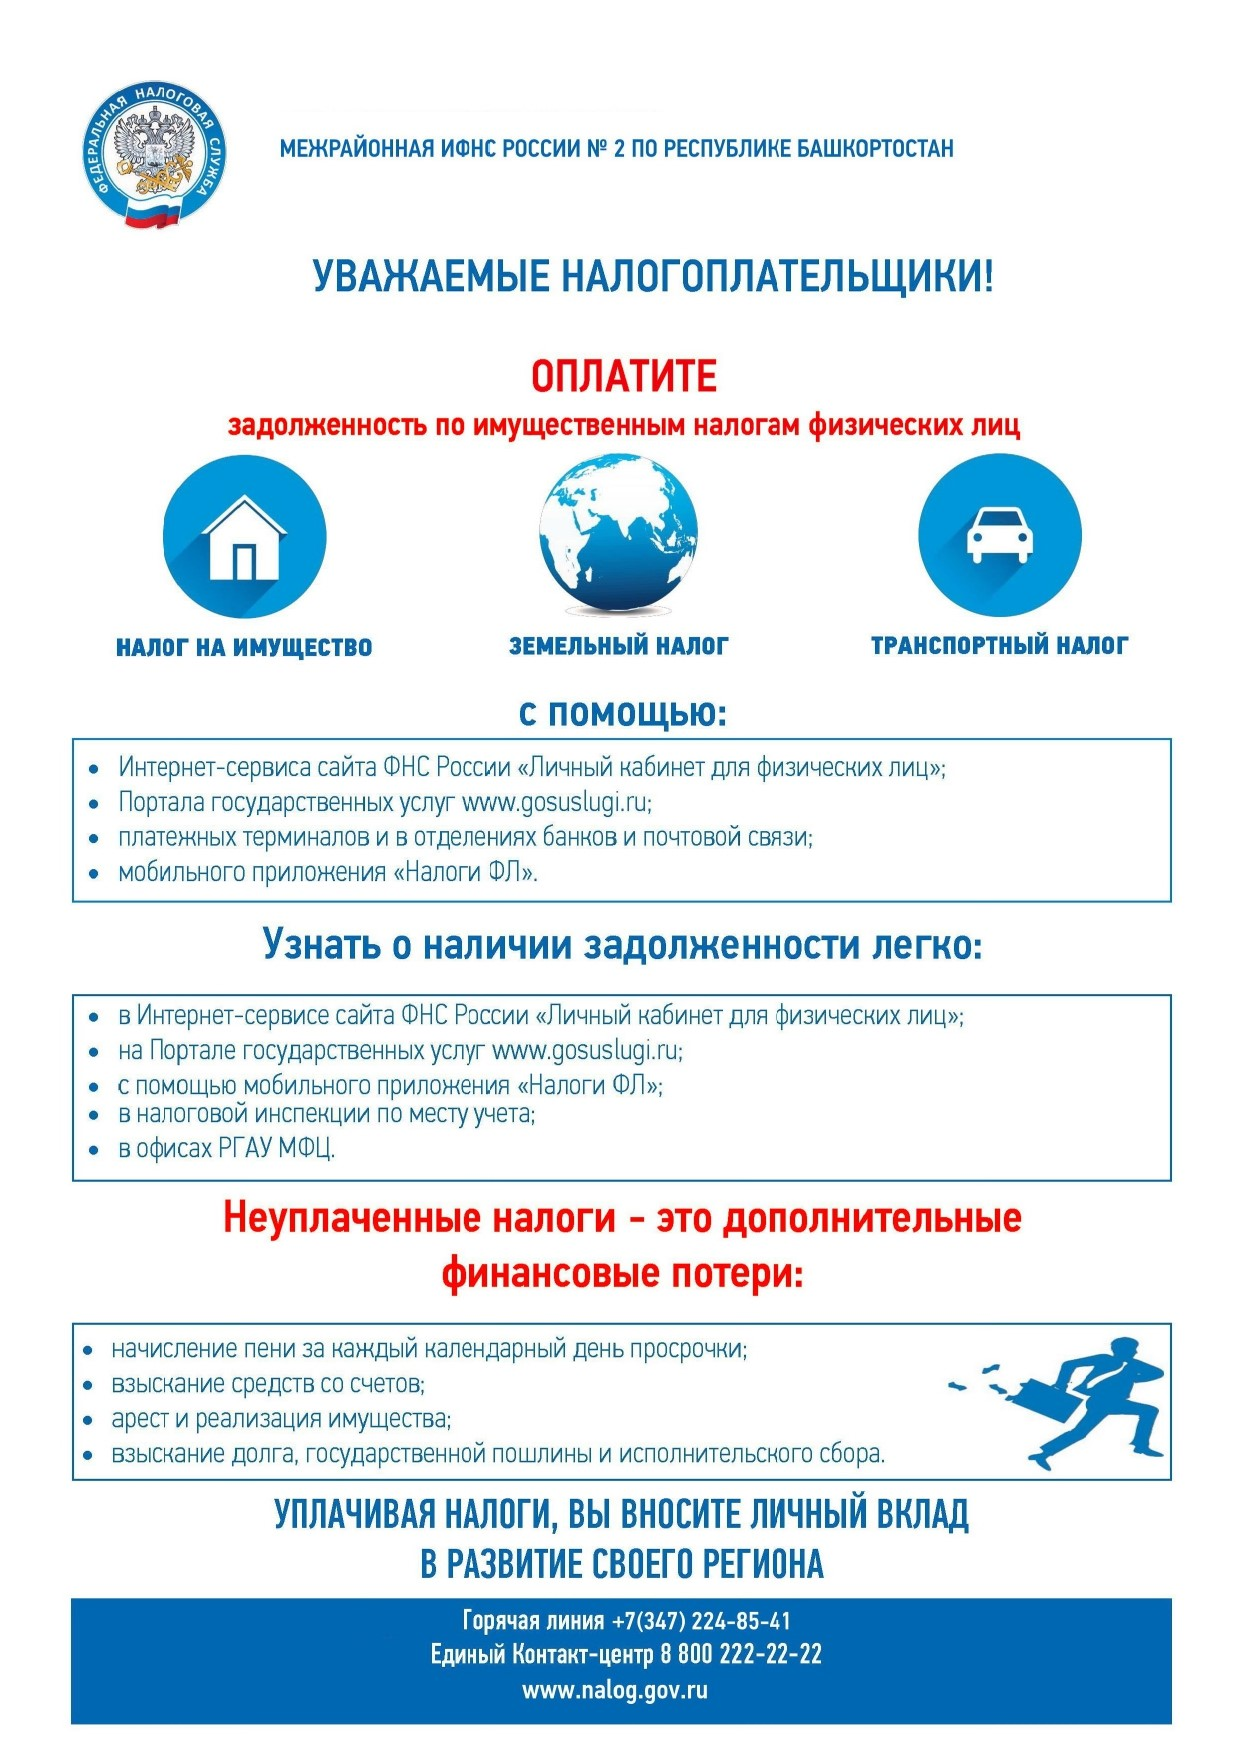 ФЕДЕРАЛЬНАЯ НАЛОГОВАЯ СЛУЖБА
МЕЖРАЙОННАЯ ИФНС РОССИИ № 2 ПО РЕСПУБЛИКЕ БАШКОРТОСТАН
УВАЖАЕМЫЕ НАЛОГОПЛАТЕЛЬЩИКИ!
ОПЛАТИТЕ
задолженность по имущественным налогам физических лиц
НАЛОГ НА ИМУЩЕСТВО
ЗЕМЕЛЬНЫЙ НАЛОГ
ТРАНСПОРТНЫЙ НАЛОГ
с помощью:
• Интернет-сервиса сайта ФНС России «Личный кабинет для физических лиц»;
• Портала государственных услуг www.gosuslugi.ru;
• платежных терминалов и в отделениях банков и почтовой связи;
• мобильного приложения «Налоги ФЛ».
Узнать о наличии задолженности легко:
• в Интернет-сервисе сайта ФНС России «Личный кабинет для физических лиц»;
• на Портале государственных услуг www.gosuslugi.ru;
• с помощью мобильного приложения «Налоги ФЛ»;
• в налоговой инспекции по месту учета;
• в офисах РГАУ МФЦ.
Неуплаченные налоги - это дополнительные
финансовые потери:
• начисление пени за каждый календарный день просрочки;
• взыскание средств со счетов;
• арест и реализация имущества;
• взыскание долга, государственной пошлины и исполнительского сбора.
УПЛАЧИВАЯ НАЛОГИ, ВЫ ВНОСИТЕ ЛИЧНЫЙ ВКЛАД
В РАЗВИТИЕ СВОЕГО РЕГИОНА
Горячая линия +7(347) 224-85-41
Единый Контакт-центр 8 800 222-22-22
www.nalog.gov.ru